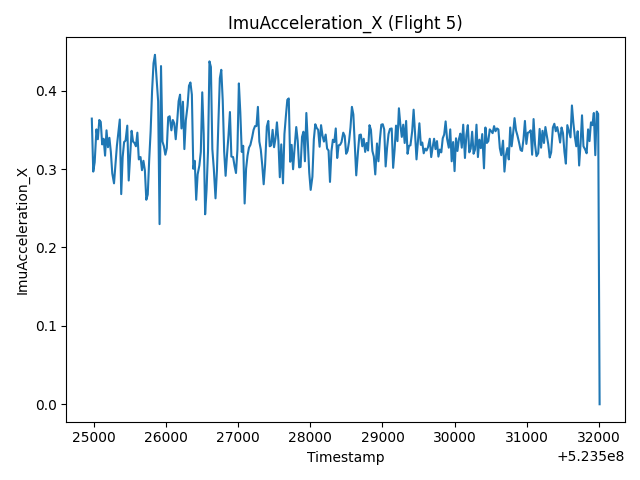 ImuAcceleration_X (Flight 5)
ImuAcceleration_X
0.4
0.3
0.2
0.1
0.0
25000 26000 27000 28000 29000 30000 31000 32000
Timestamp
+5.235e8